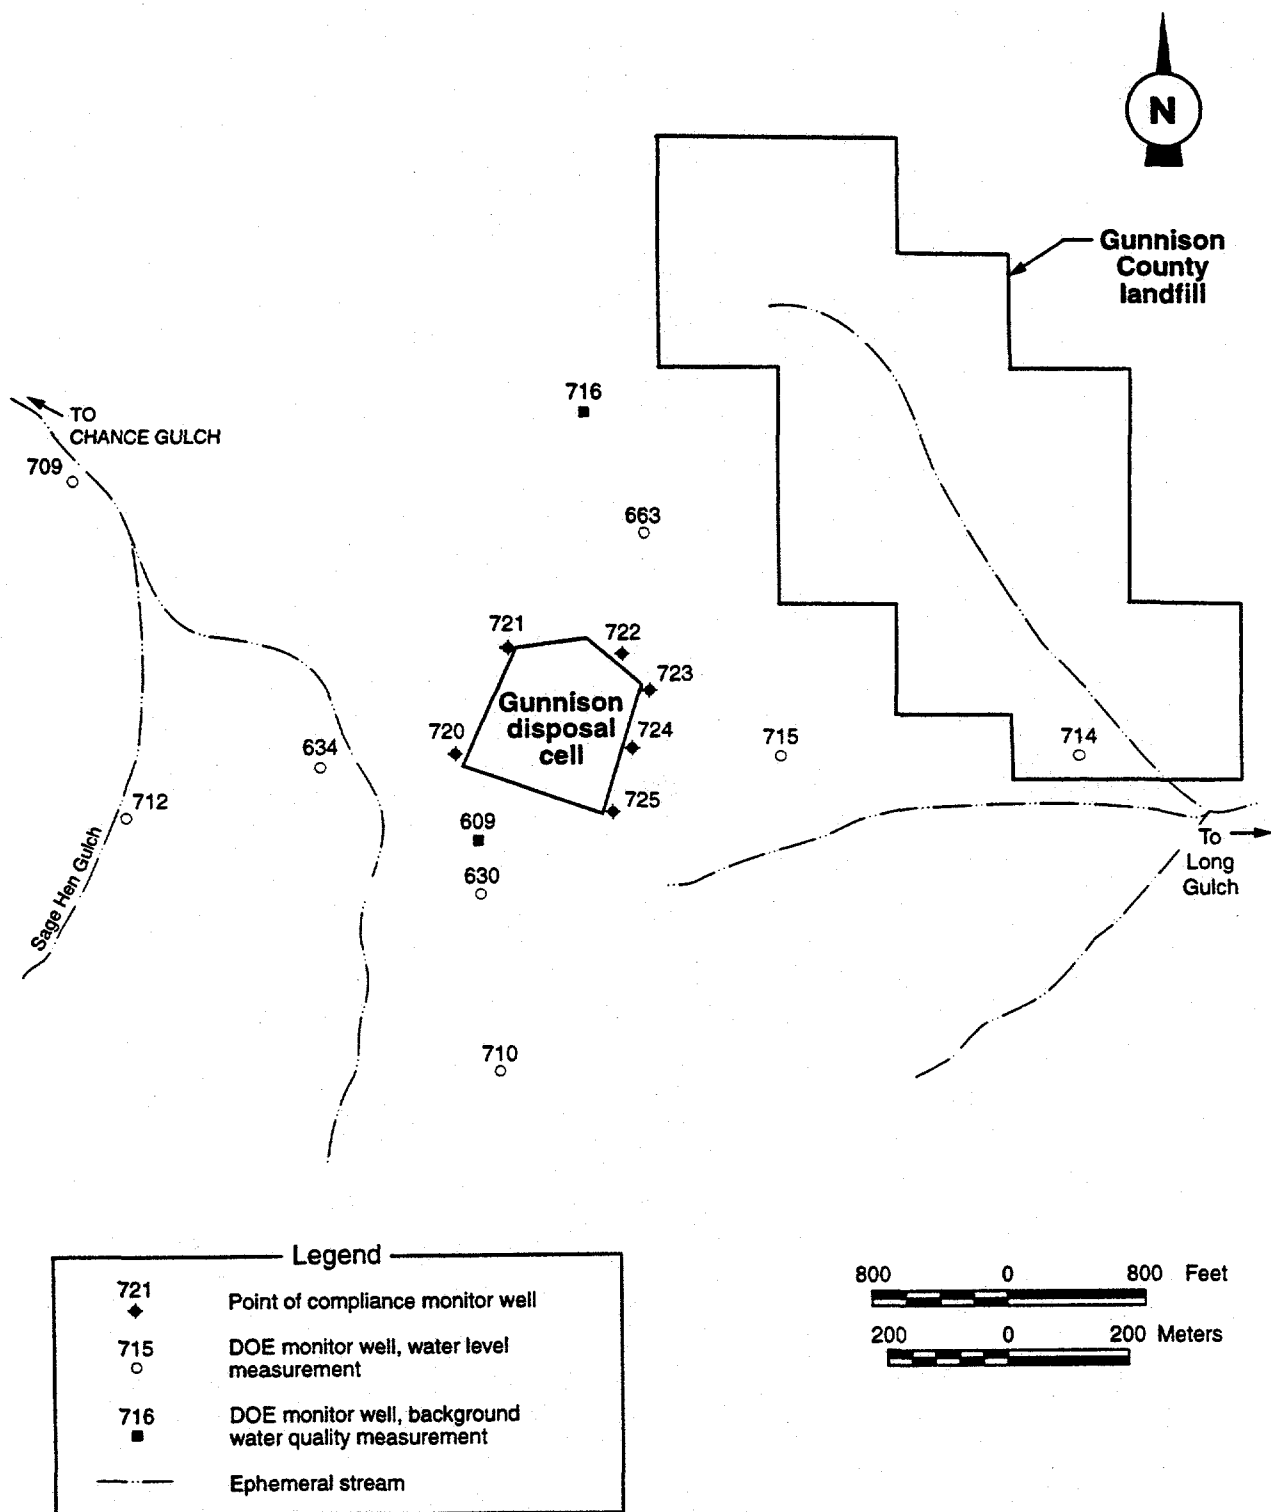 N
Gunnison
County
landfill
716
TO
CHANCE GULCH
709
663
721
722
723
Gunnison
disposal
cell
720
724
634
715
714
712
725
609
To
Long
Gulch
630
Sage Hen Gulch
710
Legend
721
Point of compliance monitor well
715
DOE monitor well, water level
measurement
716
DOE monitor well, background
water quality measurement
Ephemeral stream
800 0 800 Feet
200 0 200 Meters